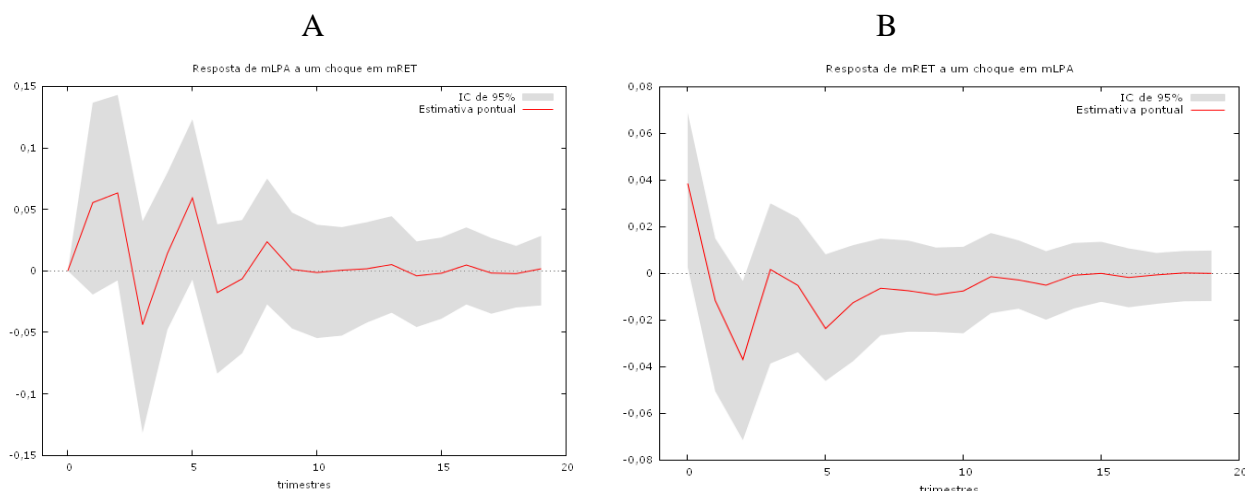 A
Resposta de mLPA a um choque em mRET
IC de 95%
Estimativa pontual
0,15
0,1
0,05
0
-0,05
-0,1
-0,15
0
5
10
15
20
trimestres
B
Resposta de mRET a um choque em mLPA
IC de 95%
Estimativa pontual
0,08
0,06
0,04
0,02
0
-0,02
-0,04
-0,06
-0,08
0
5
10
15
20
trimestres